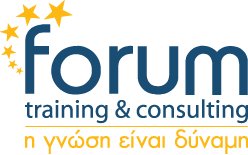 forum
training & consulting
η γνώση είναι δύναμη